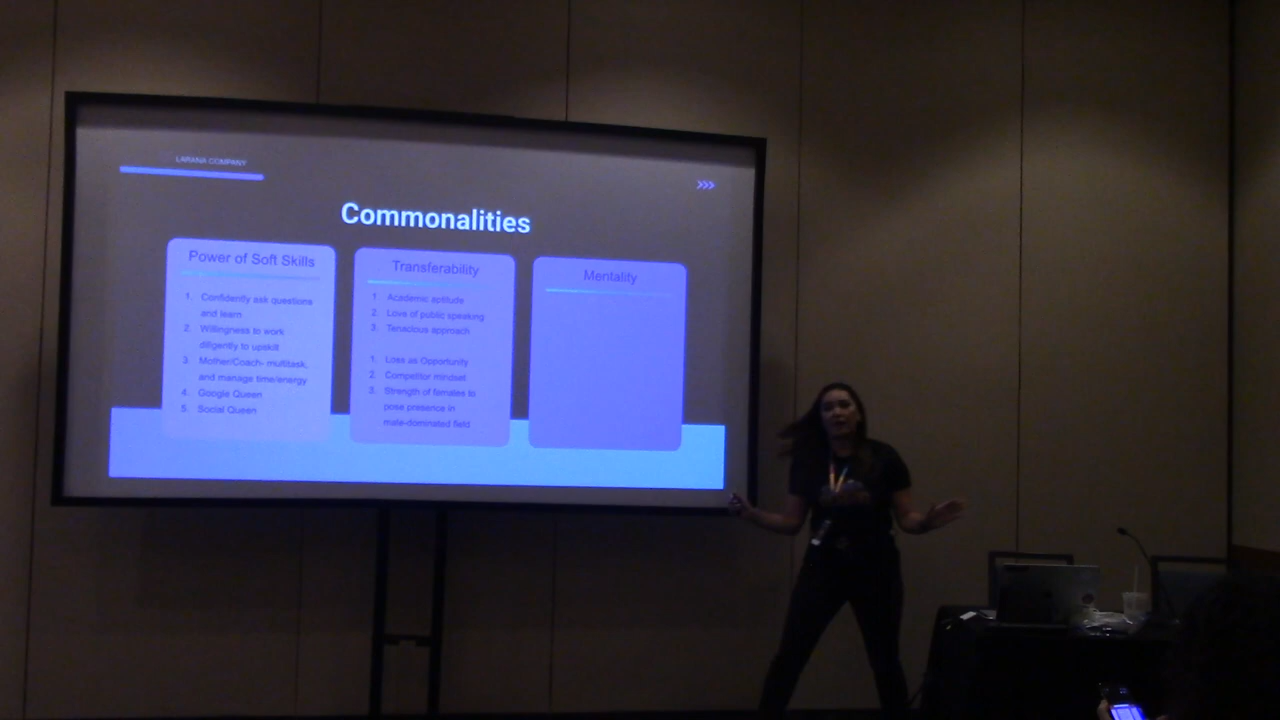 LARANA COMPANY
>>>
Commonalities
Power of Soft Skills
1. Confidently ask questions
and learn
2. Willingness to work
diligently to upskill
3. Mother/Coach- multitask,
and manage time/energy
4. Google Queen
5. Social Queen
Transferability
1 Academic aptitude
2. Love of public speaking
3. Tenacious approach
1. Loss as Opportunity
2. Competitor mindset
3. Strength of females to
pose presence in
male-dominated field
Mentality